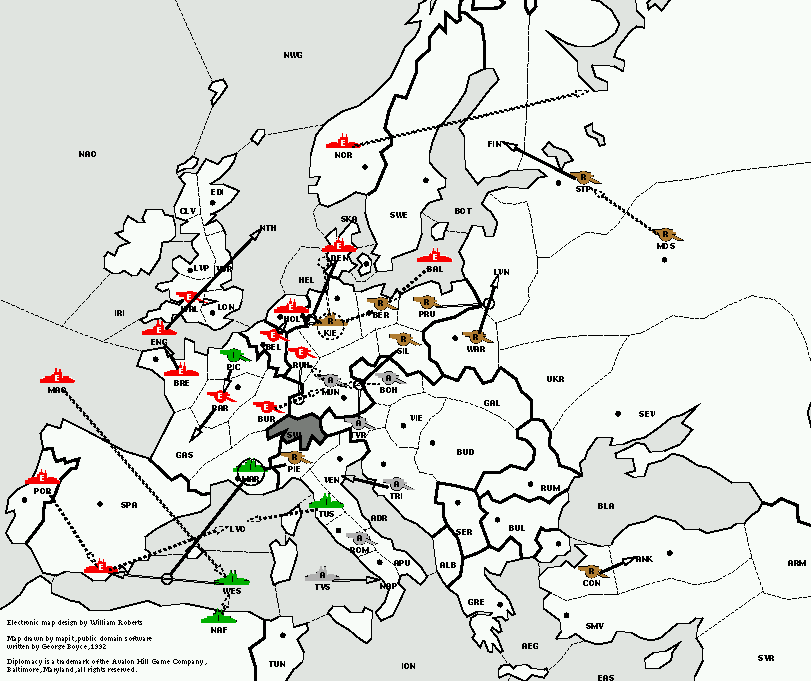 NWG
NAO
NOR
FIN
R
STP
EDI
CLV
SKA
SWE
BOT
NTH
R
MOS
E
DEN
E
BAL
LVP
YOR
LVN
HEL
E
WAL
LON
E
HOL
R
BER
R
PRU
IRI
R
KIE
E
ENG
E
BEL
R
SIL
R
WAR
PIC
E
RUH
E
BRE
A
MUN
A
BOH
UKR
E
MAO
E
PAR
E
BUR
GAL
SEV
GAS
A
TYR
VIE
MAR
R
PIE
BUD
E
POR
VEN
A
TRI
RUM
SPA
TUS
BLA
LYO
ADR
SER
BUL
A
ROM
APU
ALB
ANK
ARM
E
WES
A
TYS
NAP
R
CON
GRE
NAF
SMY
Electronic map design by William Roberts
Map drawn by mapit, public domain software
written by George Boyce, 1992
Diplomacy is a trademark of the Avalon Hill Game Company,
Baltimore, Maryland, all rights reserved.
TUN
ION
AEG
EAS
SYR